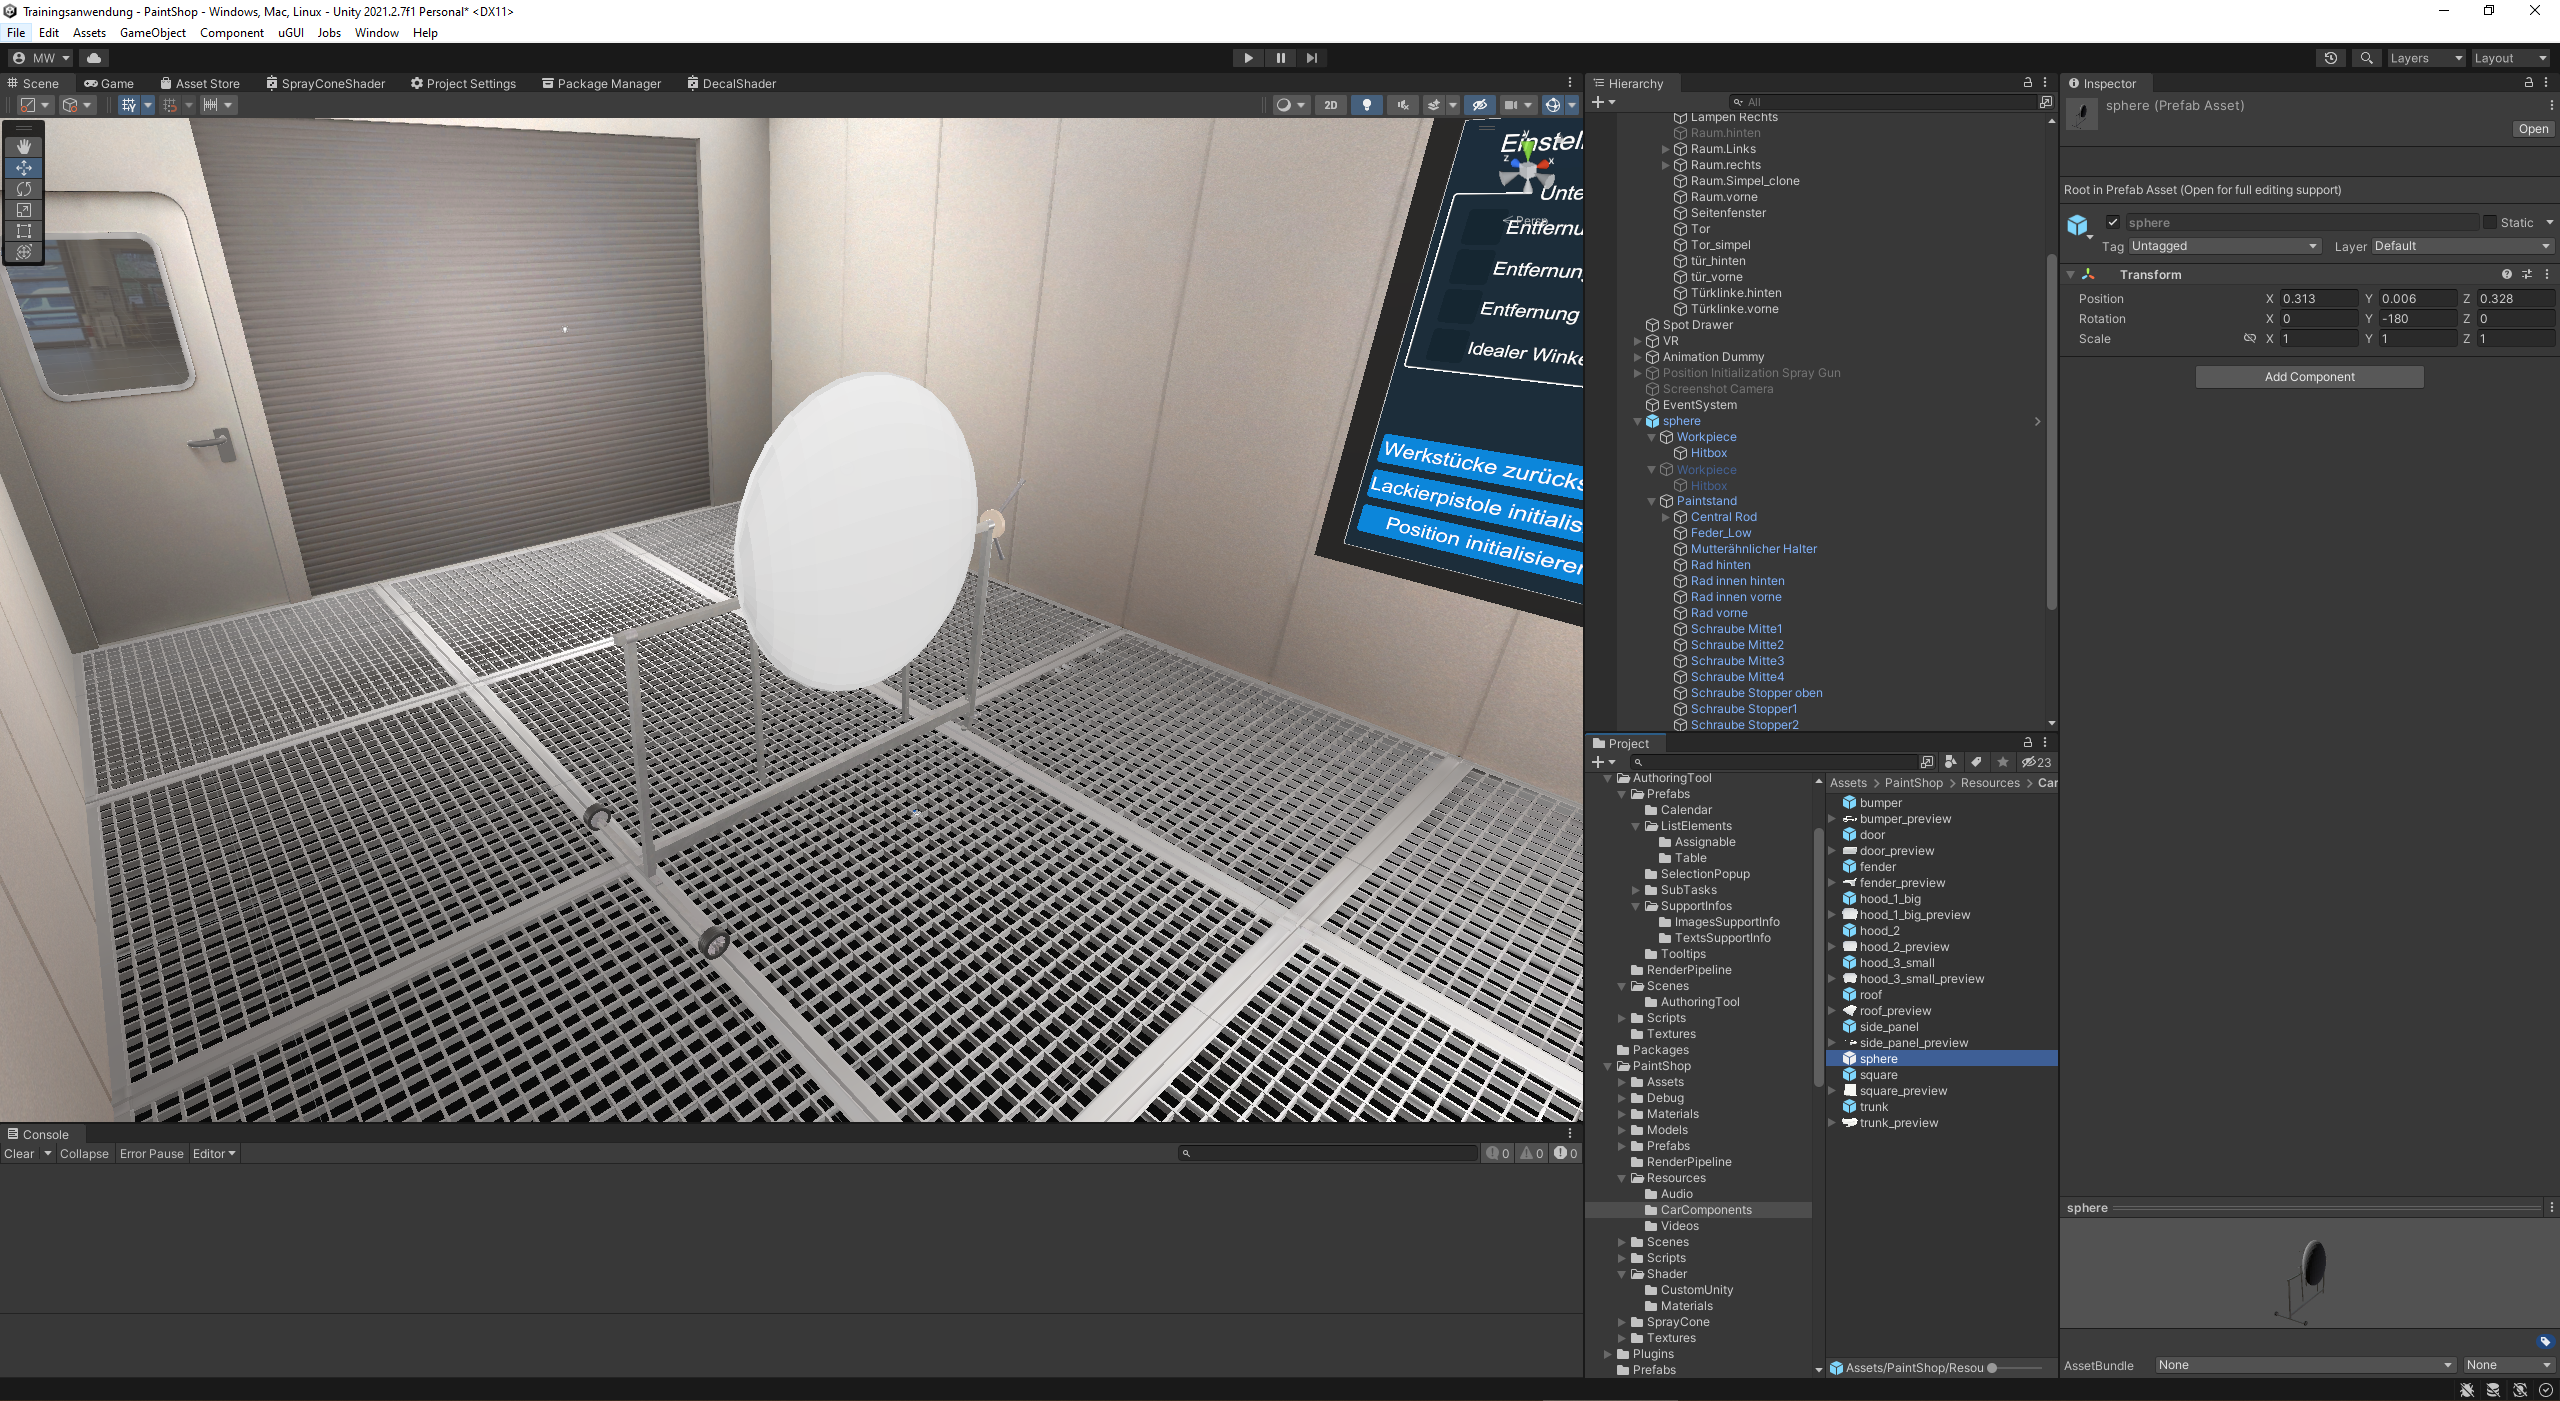 Trainingsanwendung - PaintShop - Windows, Mac, Linux - Unity 2021.2.7f1 Personal* <DX11>
File Edit Assets GameObject Component uGUI Jobs Window Help
MW
Layers Layout
Scene Game Asset Store SprayConeShader Project Settings Package Manager DecalShader
2D
y
z x
< Persp
Einstel
Unte
Entfernu
Entfernun
Entfernung
Idealer Winke
Werkstücke zurücks
Lackierpistole initialis
Position initialisierer
Hierarchy
All
Lampen Rechts
Raum.hinten
Raum.Links
Raum.rechts
Raum.Simpel_clone
Raum.vorne
Seitenfenster
Tor
Tor_simpel
tür_hinten
tür_vorne
Türklinke.hinten
Türklinke.vorne
Spot Drawer
VR
Animation Dummy
Position Initialization Spray Gun
Screenshot Camera
EventSystem
sphere
Workpiece
Hitbox
Workpiece
Hitbox
Paintstand
Central Rod
Feder_Low
Mutterähnlicher Halter
Rad hinten
Rad innen hinten
Rad innen vorne
Rad vorne
Schraube Mitte1
Schraube Mitte2
Schraube Mitte3
Schraube Mitte4
Schraube Stopper oben
Schraube Stopper1
Schraube Stopper2
Project
23
AuthoringTool
Prefabs
Calendar
ListElements
Assignable
Table
SelectionPopup
SubTasks
SupportInfos
ImagesSupportInfo
TextsSupportInfo
Tooltips
RenderPipeline
Scenes
AuthoringTool
Scripts
Textures
Packages
PaintShop
Assets
Debug
Materials
Models
Prefabs
RenderPipeline
Resources
Audio
CarComponents
Videos
Scenes
Scripts
Shader
CustomUnity
Materials
SprayCone
Textures
Plugins
Prefabs
Assets > PaintShop > Resources > Car
bumper
bumper_preview
door
door_preview
fender
fender_preview
hood_1_big
hood_1_big_preview
hood_2
hood_2_preview
hood_3_small
hood_3_small_preview
roof
roof_preview
side_panel
side_panel_preview
sphere
square
square_preview
trunk
trunk_preview
Assets/PaintShop/Resou
Inspector
sphere (Prefab Asset)
Open
Root in Prefab Asset (Open for full editing support)
sphere Static
Tag Untagged Layer Default
Transform
Position X 0.313 Y 0.006 Z 0.328
Rotation X 0 Y -180 Z 0
Scale X 1 Y 1 Z 1
Add Component
sphere
AssetBundle None None
Console
Clear Collapse Error Pause Editor
0 0 0